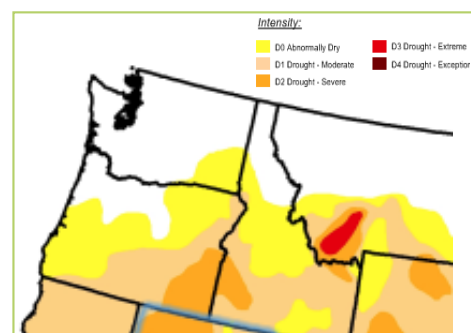 Intensity:
D0 Abnormally Dry
D1 Drought - Moderate
D2 Drought - Severe
D3 Drought - Extreme
D4 Drought - Exception